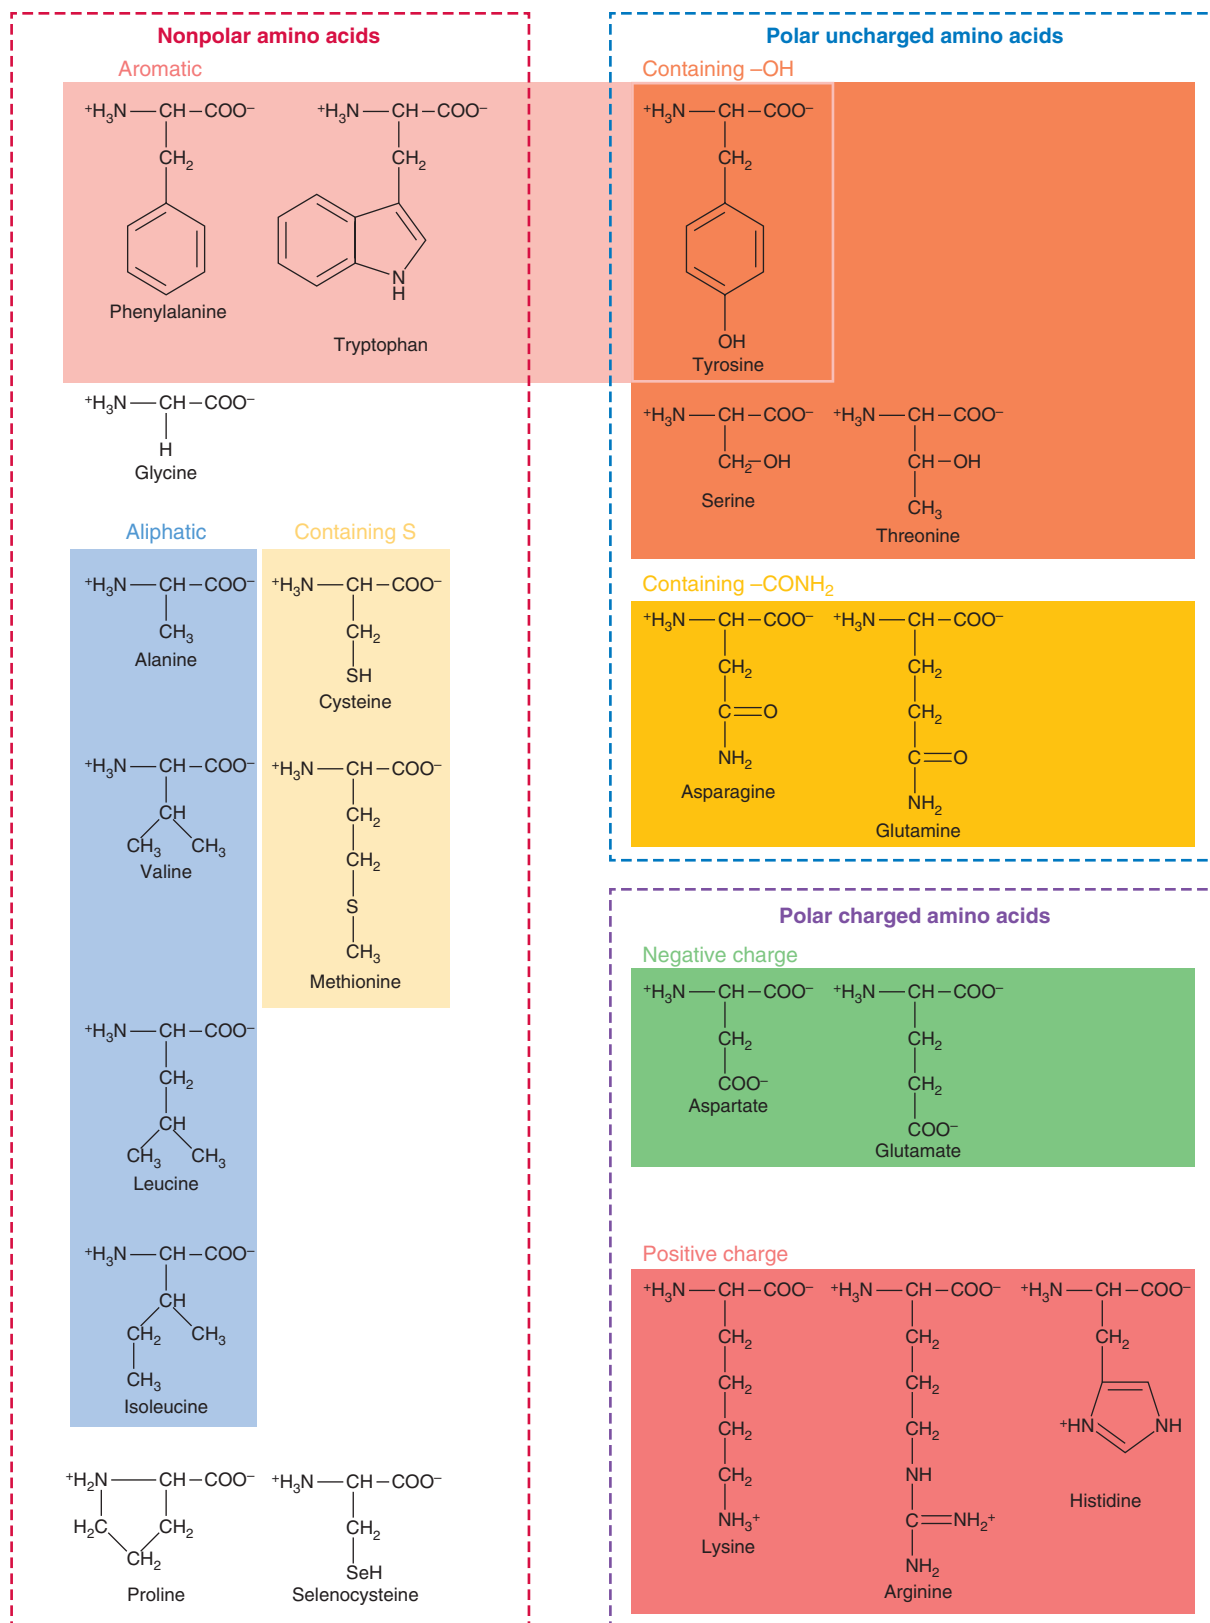 Nonpolar amino acids
Aromatic
⁺H₃N—CH—COO⁻
CH₂
Phenylalanine
⁺H₃N—CH—COO⁻
CH₂
N
H
Tryptophan
⁺H₃N—CH—COO⁻
H
Glycine
Aliphatic
⁺H₃N—CH—COO⁻
CH₃
Alanine
⁺H₃N—CH—COO⁻
CH
CH₃ CH₃
Valine
⁺H₃N—CH—COO⁻
CH₂
CH
CH₃ CH₃
Leucine
⁺H₃N—CH—COO⁻
CH
CH₂ CH₃
CH₃
Isoleucine
Containing S
⁺H₃N—CH—COO⁻
CH₂
SH
Cysteine
⁺H₃N—CH—COO⁻
CH₂
CH₂
S
CH₃
Methionine
⁺H₂N—CH—COO⁻
H₂C CH₂
CH₂
Proline
⁺H₃N—CH—COO⁻
CH₂
SeH
Selenocysteine
Polar uncharged amino acids
Containing –OH
⁺H₃N—CH—COO⁻
CH₂
OH
Tyrosine
⁺H₃N—CH—COO⁻
CH₂—OH
Serine
⁺H₃N—CH—COO⁻
CH—OH
CH₃
Threonine
Containing –CONH₂
⁺H₃N—CH—COO⁻
CH₂
C=O
NH₂
Asparagine
⁺H₃N—CH—COO⁻
CH₂
CH₂
C=O
NH₂
Glutamine
Polar charged amino acids
Negative charge
⁺H₃N—CH—COO⁻
CH₂
COO⁻
Aspartate
⁺H₃N—CH—COO⁻
CH₂
CH₂
COO⁻
Glutamate
Positive charge
⁺H₃N—CH—COO⁻
CH₂
CH₂
CH₂
CH₂
NH₃⁺
Lysine
⁺H₃N—CH—COO⁻
CH₂
CH₂
CH₂
NH
C=NH₂⁺
NH₂
Arginine
⁺H₃N—CH—COO⁻
CH₂
⁺HN NH
Histidine